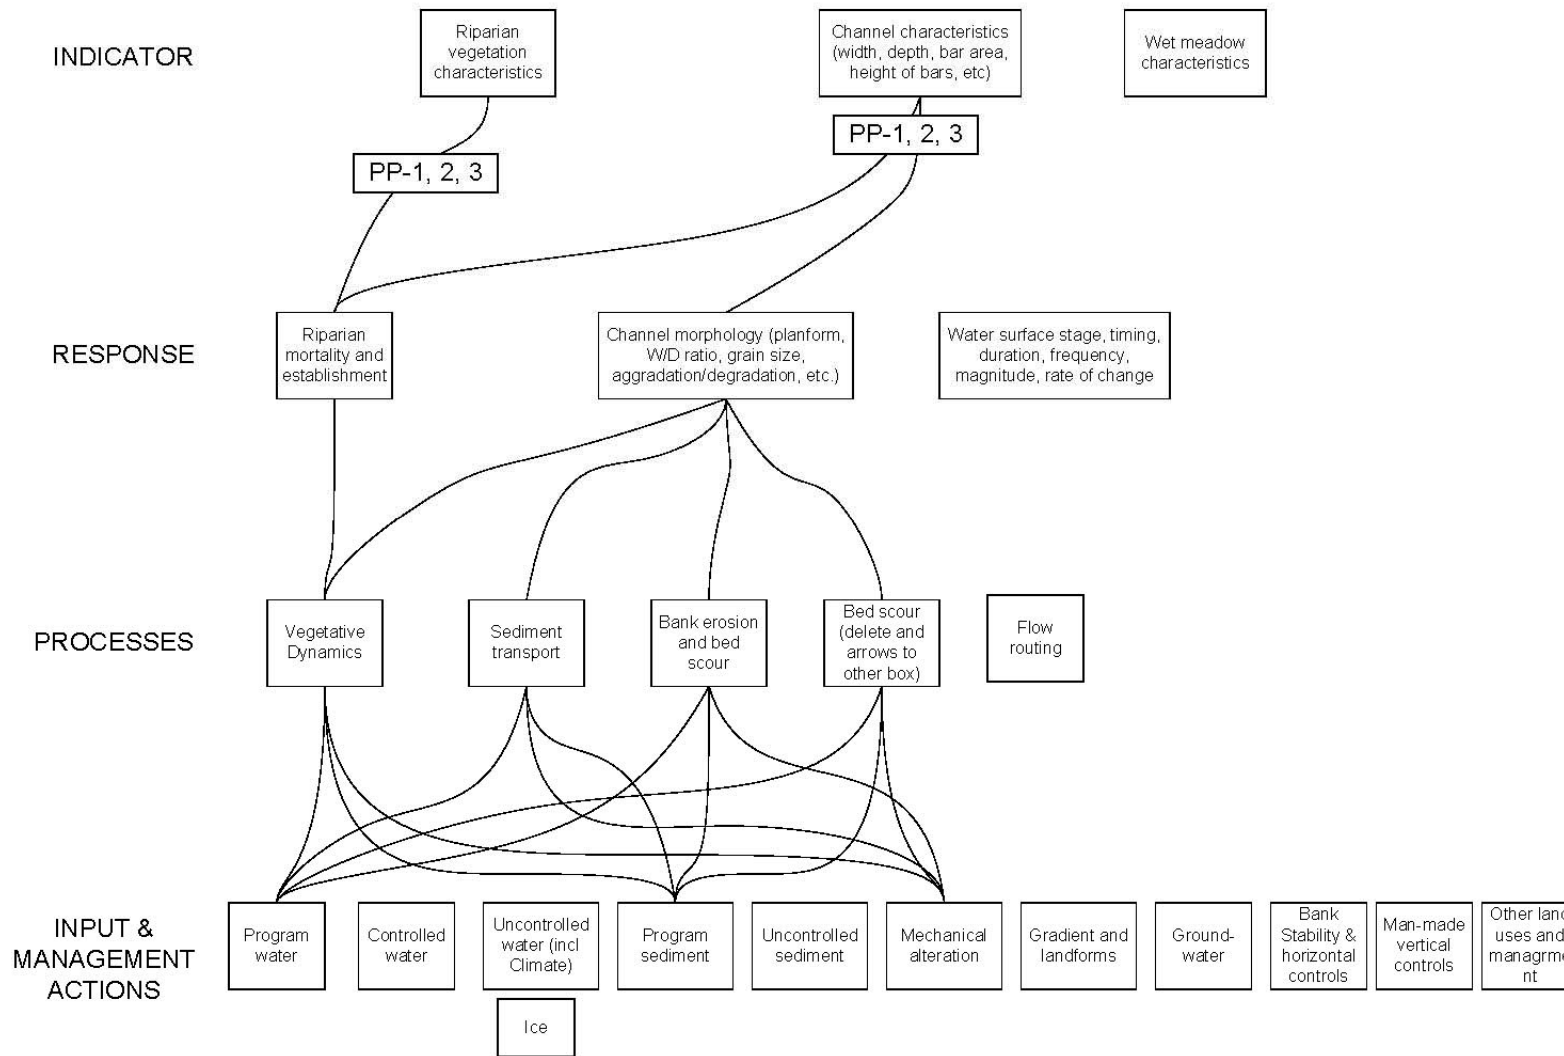 INDICATOR
Riparian
vegetation
characteristics
Channel characteristics
(width, depth, bar area,
height of bars, etc)
Wet meadow
characteristics
PP-1, 2, 3
PP-1, 2, 3
RESPONSE
Riparian
mortality and
establishment
Channel morphology (planform,
W/D ratio, grain size,
aggradation/degradation, etc.)
Water surface stage, timing,
duration, frequency,
magnitude, rate of change
PROCESSES
Vegetative
Dynamics
Sediment
transport
Bank erosion
and bed
scour
Bed scour
(delete and
arrows to
other box)
Flow
routing
INPUT &
MANAGEMENT
ACTIONS
Program
water
Controlled
water
Uncontrolled
water (incl
Climate)
Program
sediment
Uncontrolled
sediment
Mechanical
alteration
Gradient and
landforms
Ground-
water
Bank
Stability &
horizontal
controls
Man-made
vertical
controls
Other land
uses and
managrme
nt
Ice